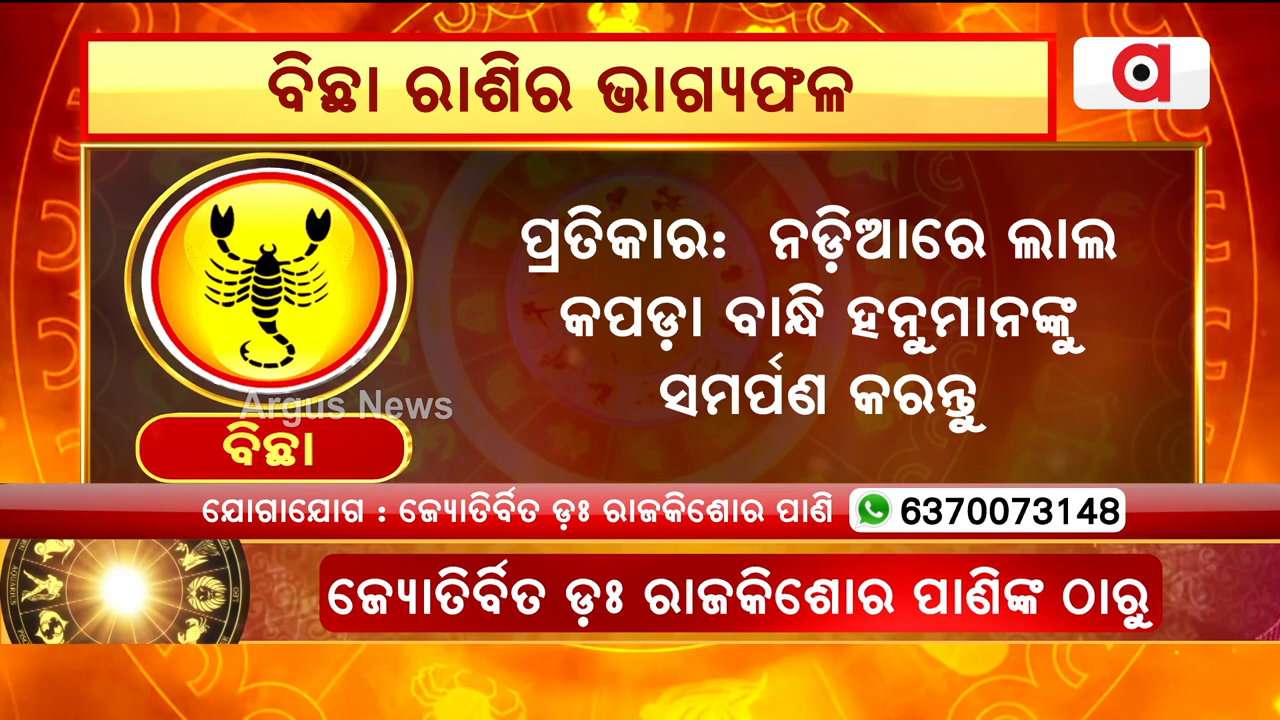 ବିଛା ରାଶିର ଭାଗ୍ୟଫଳ
a
ପ୍ରତିକାର: ନଡ଼ିଆରେ ଲାଲ
କପଡ଼ା ବାନ୍ଧି ହନୁମାନଙ୍କୁ
ସମର୍ପଣ କରନ୍ତୁ
Argus News
ବିଛା
ଯୋଗାଯୋଗ : ଜ୍ୟୋତିର୍ବିତ ଡ଼ଃ ରାଜକିଶୋର ପାଣି 6370073148
ଜ୍ୟୋତିର୍ବିତ ଡ଼ଃ ରାଜକିଶୋର ପାଣିଙ୍କ ଠାରୁ